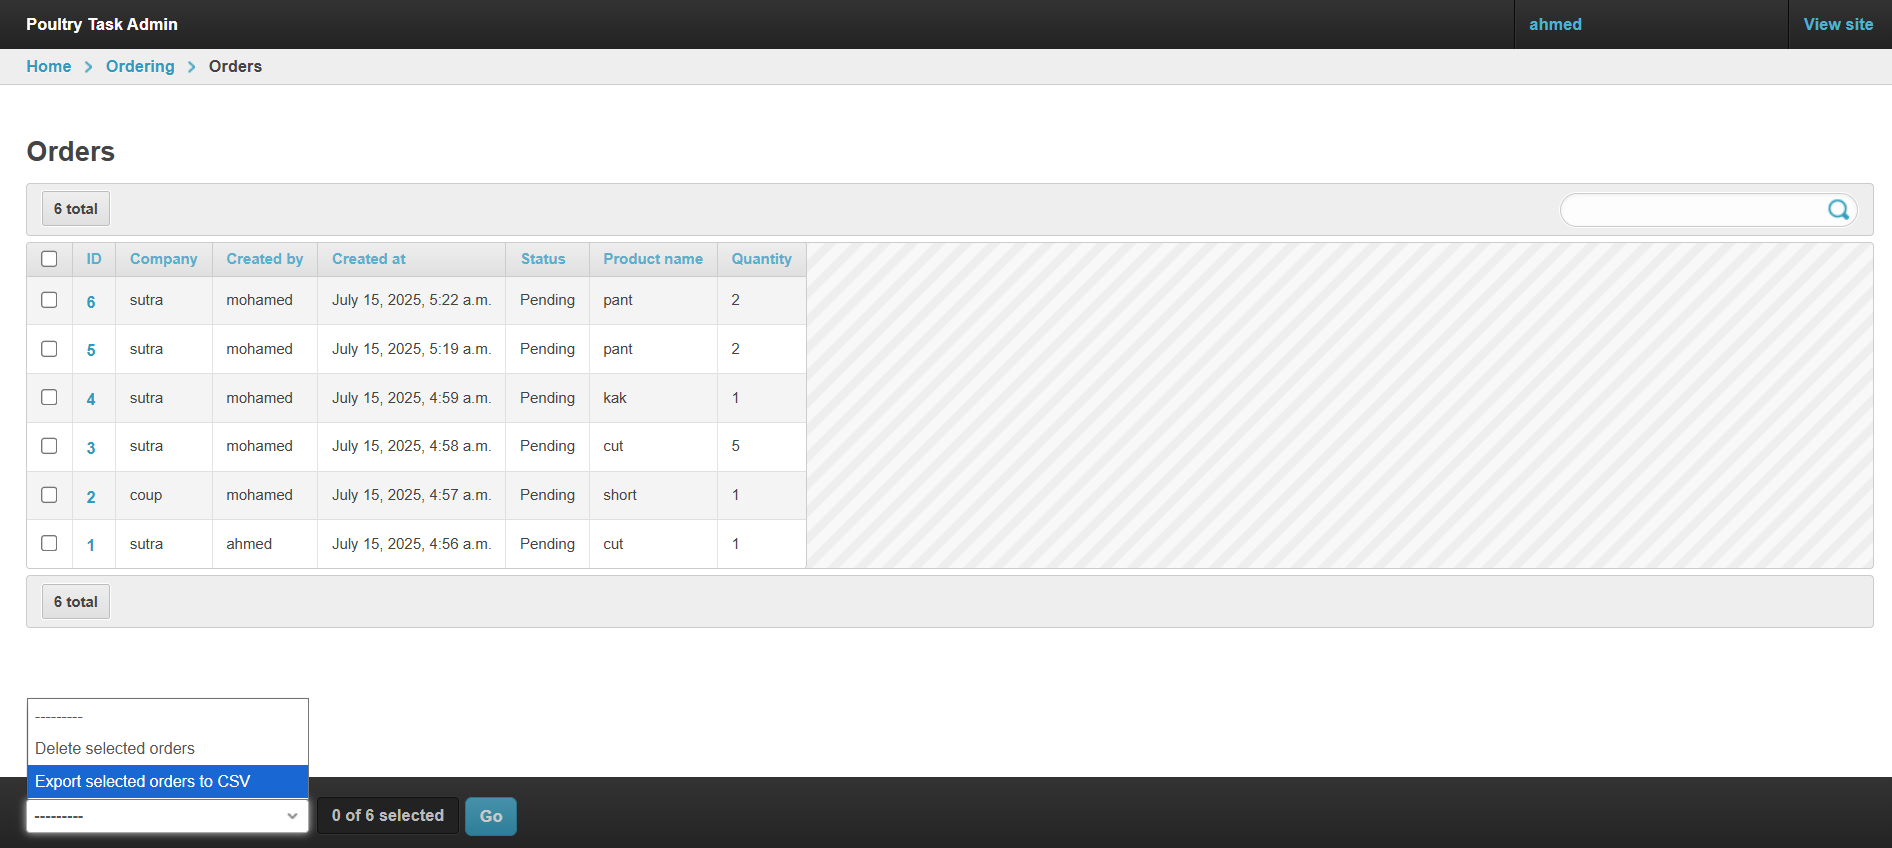 Poultry Task Admin
ahmed
View site
Home > Ordering > Orders
Orders
6 total
ID Company Created by Created at Status Product name Quantity
6 sutra mohamed July 15, 2025, 5:22 a.m. Pending pant 2
5 sutra mohamed July 15, 2025, 5:19 a.m. Pending pant 2
4 sutra mohamed July 15, 2025, 4:59 a.m. Pending kak 1
3 sutra mohamed July 15, 2025, 4:58 a.m. Pending cut 5
2 coup mohamed July 15, 2025, 4:57 a.m. Pending short 1
1 sutra ahmed July 15, 2025, 4:56 a.m. Pending cut 1
6 total
---------
Delete selected orders
Export selected orders to CSV
---------
0 of 6 selected
Go